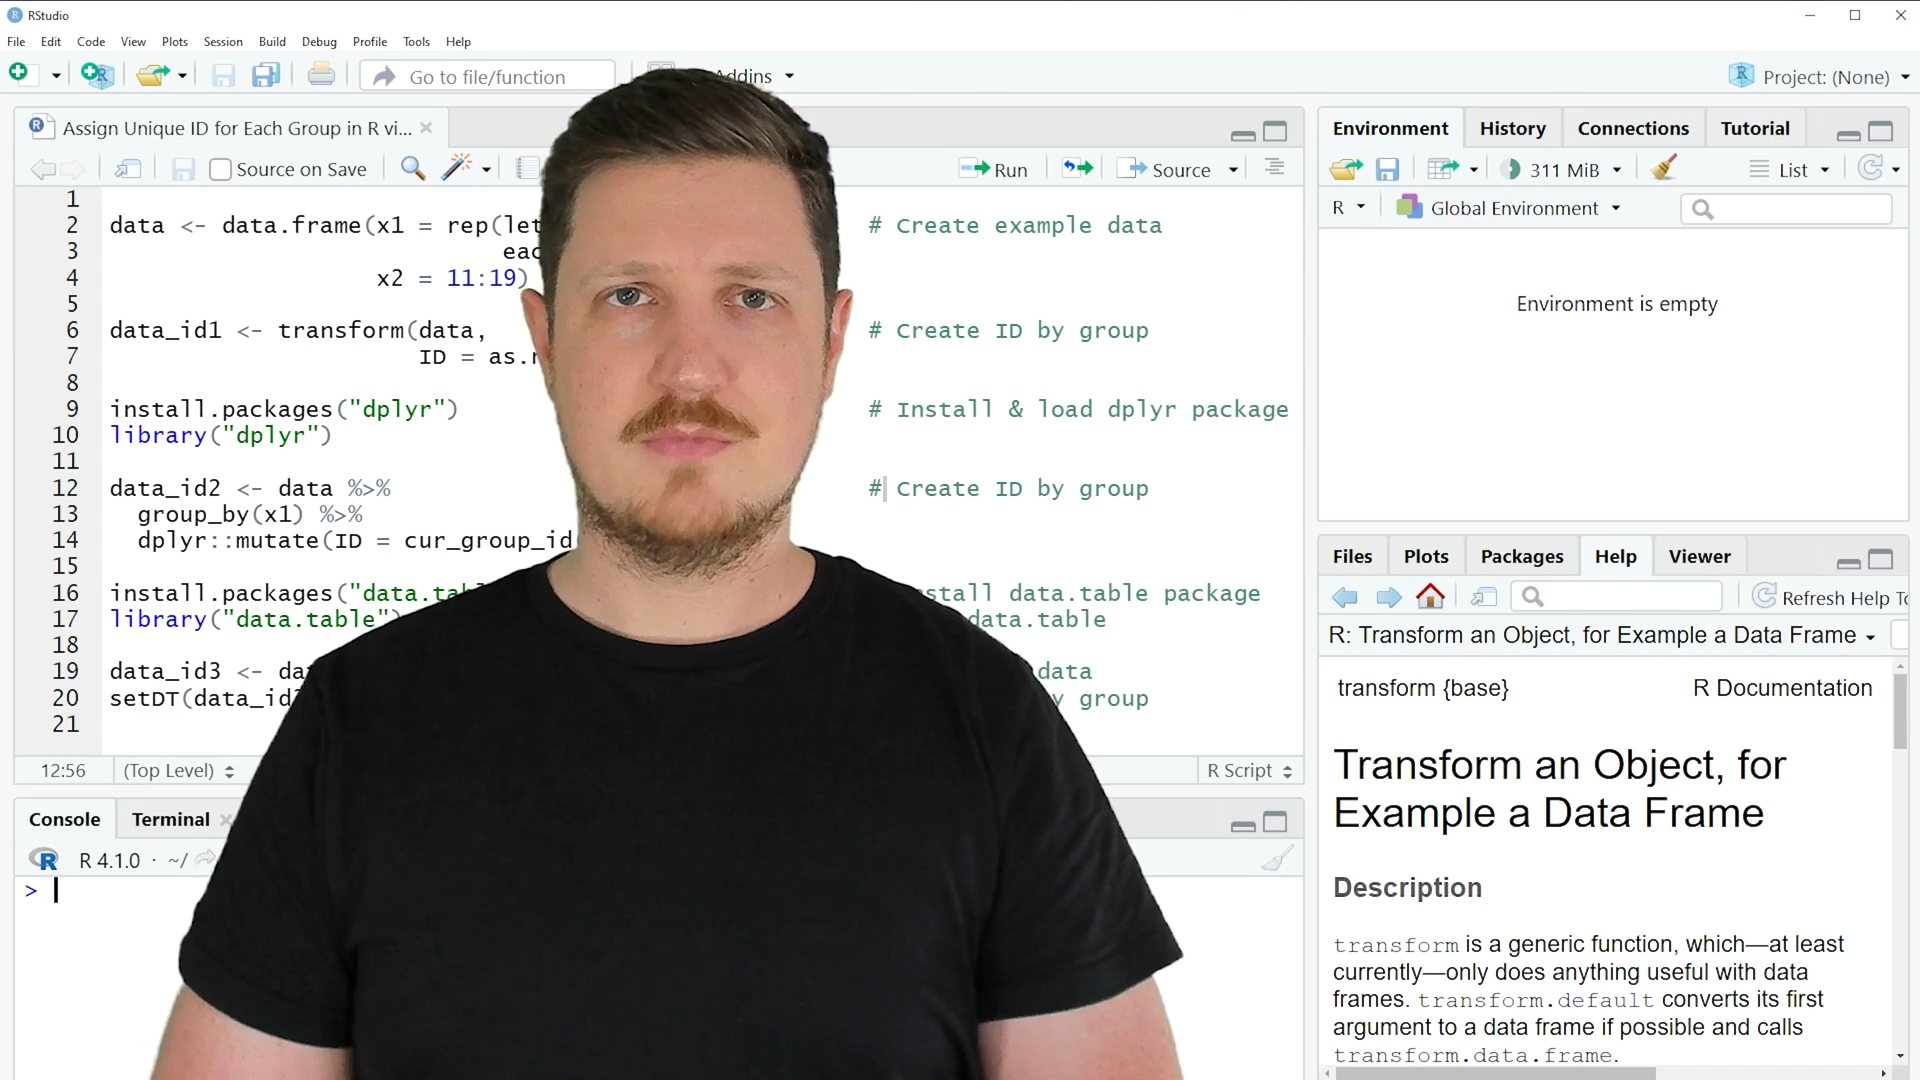 RStudio
File Edit Code View Plots Session Build Debug Profile Tools Help
Go to file/function
Addins
Project: (None)
Assign Unique ID for Each Group in R vi...
Source on Save
Run
Source
1
2 data <- data.frame(x1 = rep(let # Create example data
3 eac
4 x2 = 11:19)
5
6 data_id1 <- transform(data, # Create ID by group
7 ID = as.
8
9 install.packages("dplyr") # Install & load dplyr package
10 library("dplyr")
11
12 data_id2 <- data %>% # Create ID by group
13 group_by(x1) %>%
14 dplyr::mutate(ID = cur_group_id
15
16 install.packages("data.tab stall data.table package
17 library("data.table") data.table
18
19 data_id3 <- da data
20 setDT(data_id y group
21
12:56 (Top Level) R Script
Console Terminal
R 4.1.0 · ~/
>
Environment History Connections Tutorial
311 MiB
List
R Global Environment
Environment is empty
Files Plots Packages Help Viewer
Refresh Help To
R: Transform an Object, for Example a Data Frame
transform {base} R Documentation
Transform an Object, for
Example a Data Frame
Description
transform is a generic function, which—at least
currently—only does anything useful with data
frames. transform.default converts its first
argument to a data frame if possible and calls
transform.data.frame.